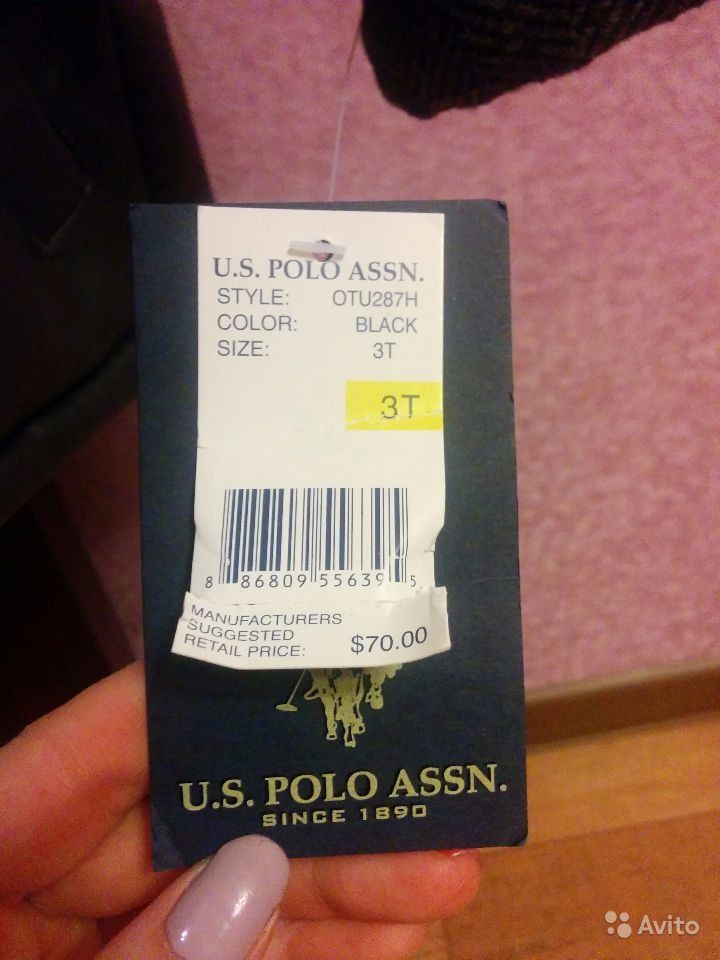 U.S. POLO ASSN.
STYLE: OTU287H
COLOR: BLACK
SIZE: 3T
3T
8 86809 55639 5
MANUFACTURERS
SUGGESTED
RETAIL PRICE: $70.00
U.S. POLO ASSN.
SINCE 1890
Avito